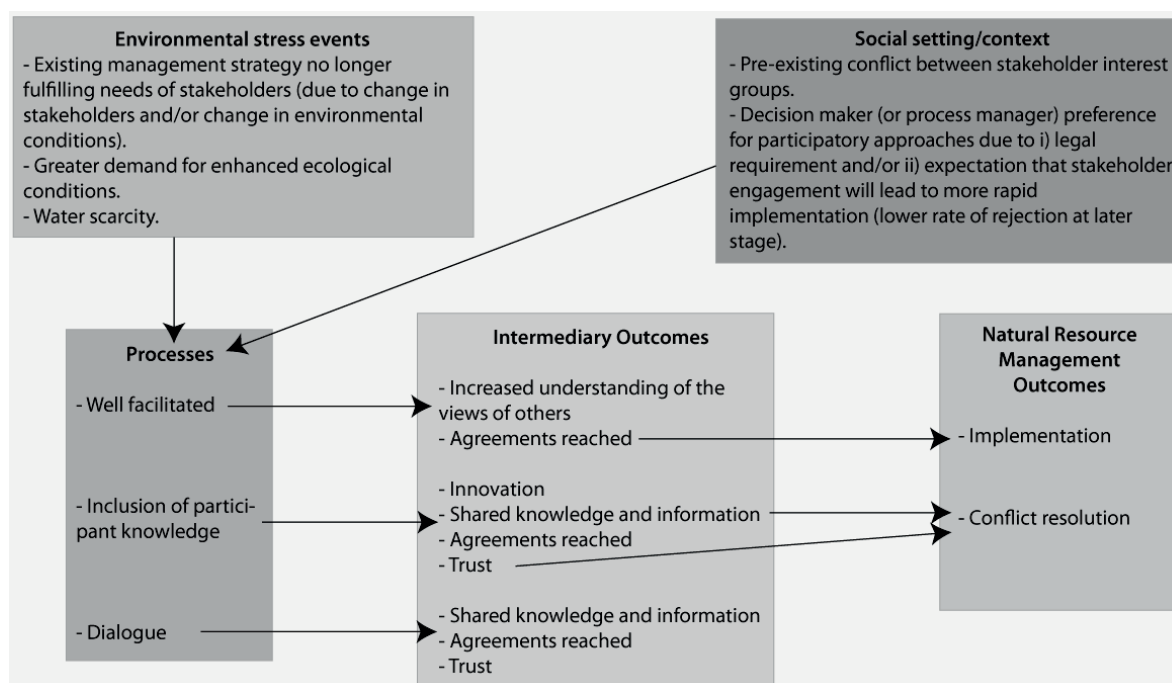 Environmental stress events
- Existing management strategy no longer
fulfilling needs of stakeholders (due to change in
stakeholders and/or change in environmental
conditions).
- Greater demand for enhanced ecological
conditions.
- Water scarcity.
Social setting/context
- Pre-existing conflict between stakeholder interest
groups.
- Decision maker (or process manager) preference
for participatory approaches due to i) legal
requirement and/or ii) expectation that stakeholder
engagement will lead to more rapid
implementation (lower rate of rejection at later
stage).
Processes
- Well facilitated
- Inclusion of partici-
pant knowledge
- Dialogue
Intermediary Outcomes
- Increased understanding of the
views of others
- Agreements reached
- Innovation
- Shared knowledge and information
- Agreements reached
- Trust
- Shared knowledge and information
- Agreements reached
- Trust
Natural Resource
Management
Outcomes
- Implementation
- Conflict resolution